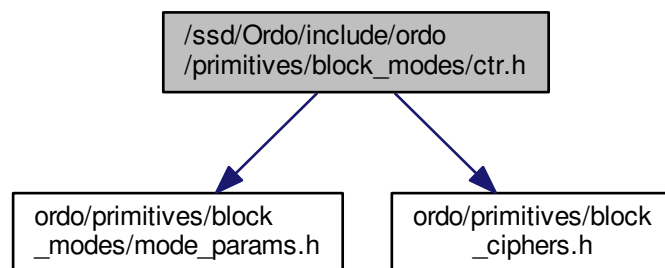 /ssd/Ordo/include/ordo
/primitives/block_modes/ctr.h
ordo/primitives/block
_modes/mode_params.h
ordo/primitives/block
_ciphers.h